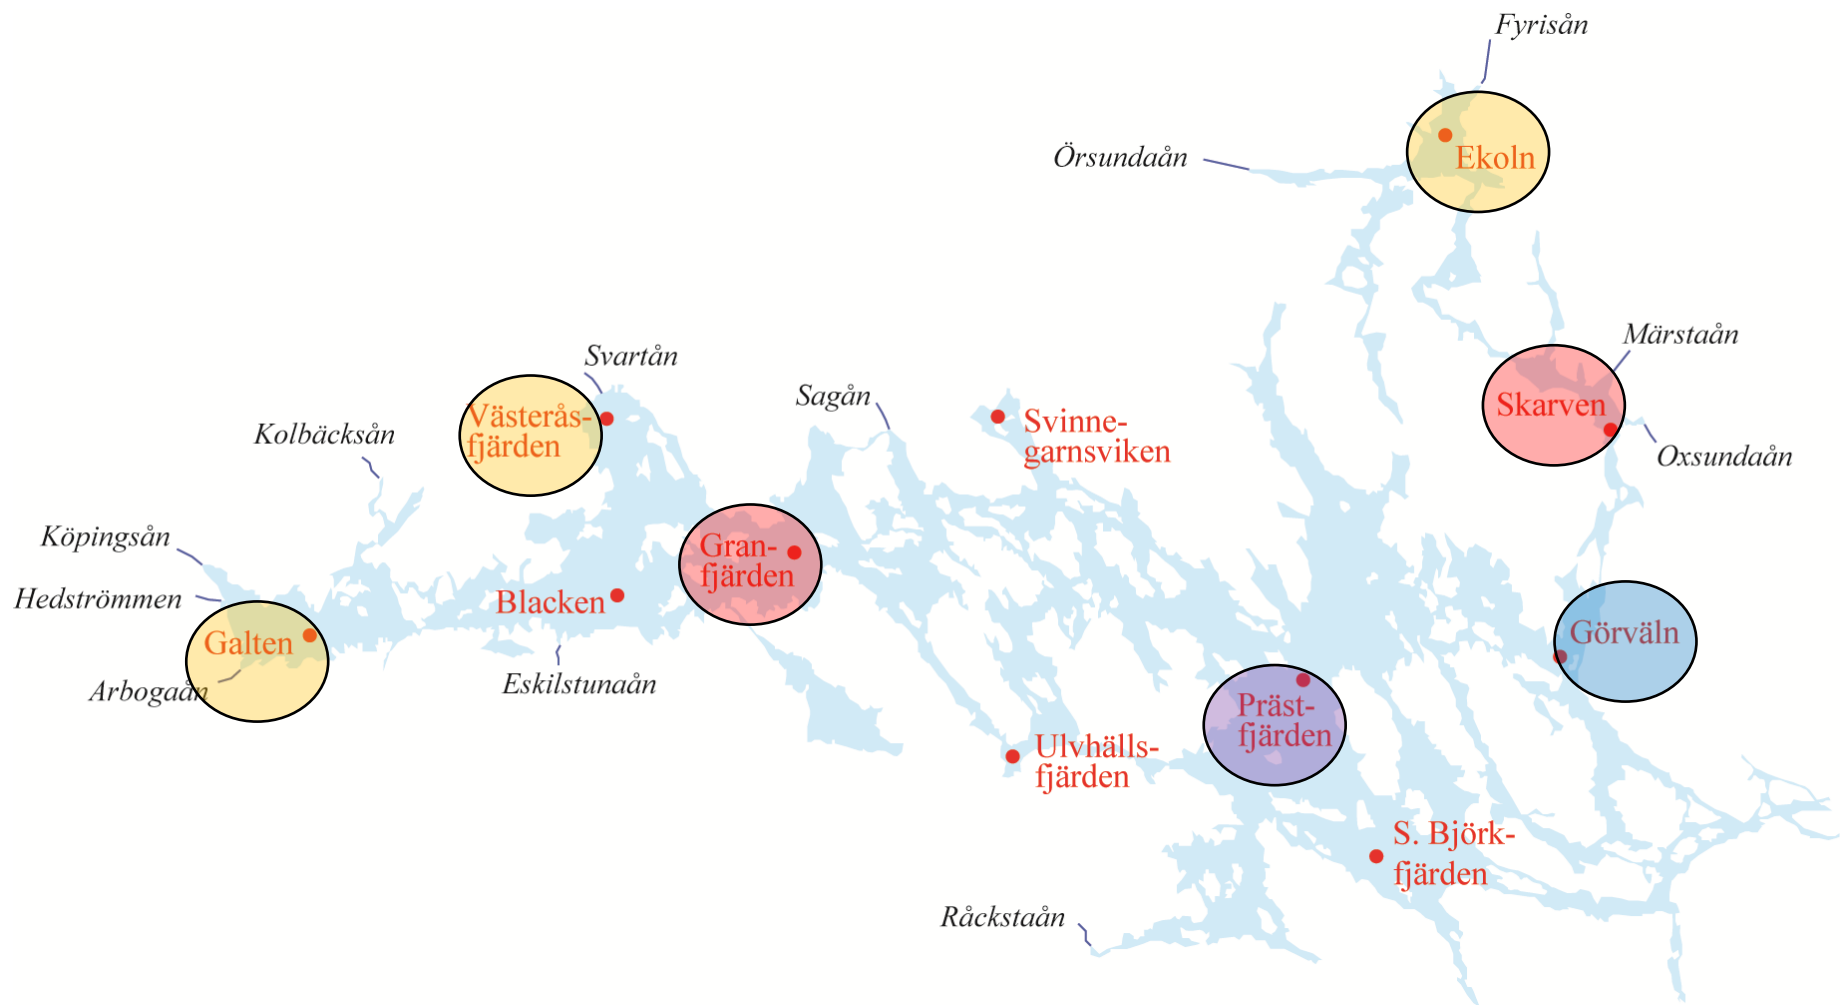 Fyrisån
Örsundaån
Ekoln
Märstaån
Svartån
Sagån
Skarven
Västerås-
fjärden
Svinne-
garnsviken
Kolbäcksån
Oxsundaån
Köpingsån
Gran-
fjärden
Hedströmmen
Blacken
Görväln
Galten
Arbogaån
Eskilstunaån
Präst-
fjärden
Ulvhälls-
fjärden
S. Björk-
fjärden
Råckstaån